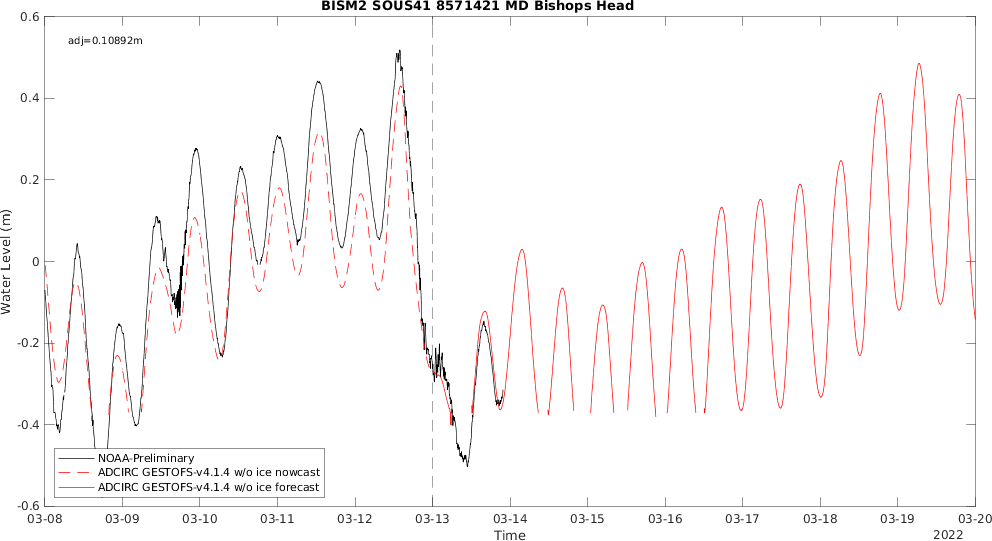 BISM2 SOUS41 8571421 MD Bishops Head
adj=0.10892m
Water Level (m)
0.6
0.4
0.2
0
-0.2
-0.4
-0.6
NOAA-Preliminary
ADCIRC GESTOFS-v4.1.4 w/o ice nowcast
ADCIRC GESTOFS-v4.1.4 w/o ice forecast
03-08 03-09 03-10 03-11 03-12 03-13 03-14 03-15 03-16 03-17 03-18 03-19 03-20
Time
2022